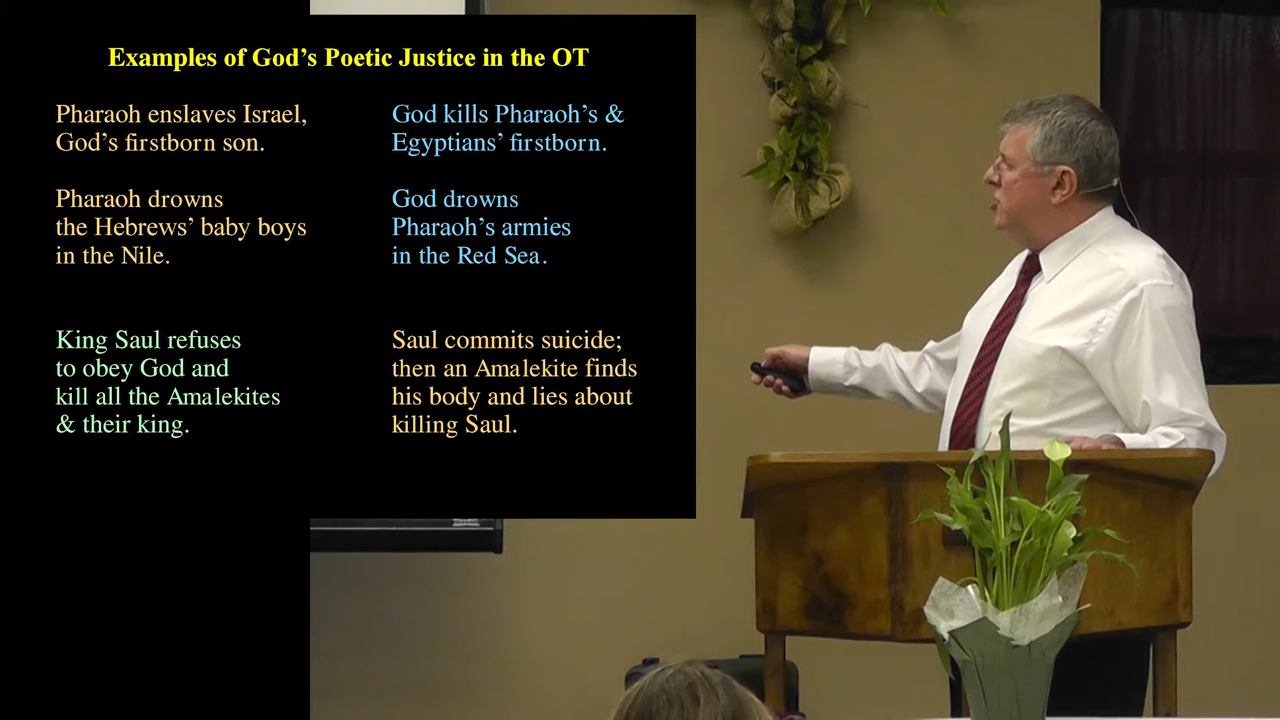 Examples of God's Poetic Justice in the OT
Pharaoh enslaves Israel,
God's firstborn son.
God kills Pharaoh's &
Egyptians' firstborn.
Pharaoh drowns
the Hebrews' baby boys
in the Nile.
God drowns
Pharaoh's armies
in the Red Sea.
King Saul refuses
to obey God and
kill all the Amalekites
& their king.
Saul commits suicide;
then an Amalekite finds
his body and lies about
killing Saul.